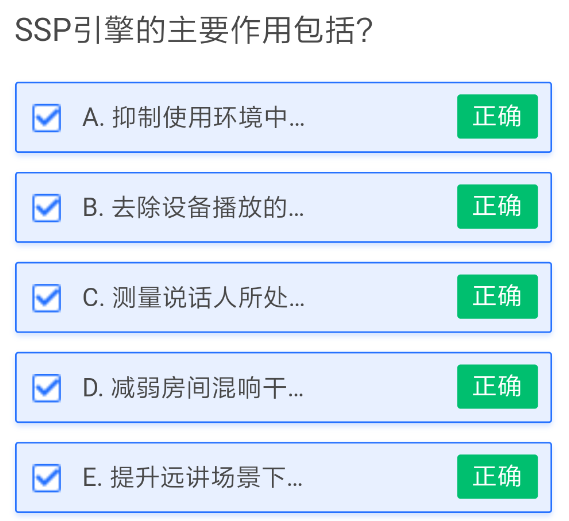 SSP引擎的主要作用包括?
A. 抑制使用环境中... 正确
B. 去除设备播放的... 正确
C. 测量说话人所处... 正确
D. 减弱房间混响干... 正确
E. 提升远讲场景下... 正确